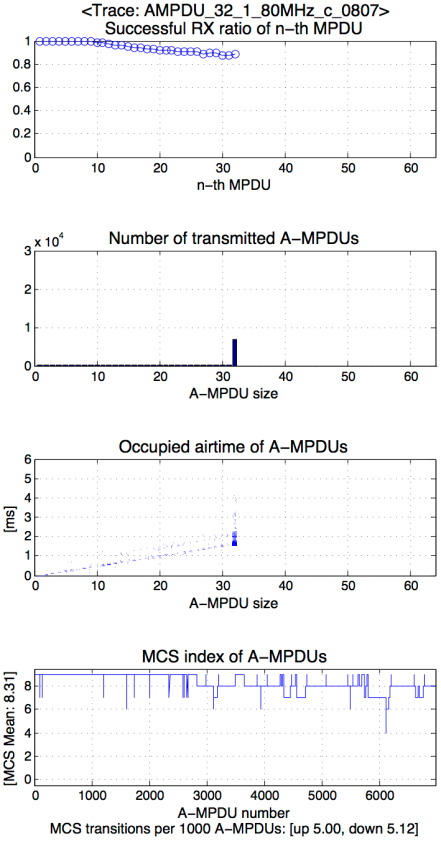 <Trace: AMPDU_32_1_80MHz_c_0807>
Successful RX ratio of n−th MPDU
1
0.8
0.6
0.4
0.2
0
0 10 20 30 40 50 60
n−th MPDU
Number of transmitted A−MPDUs
3 x 10^4
2
1
0
0 10 20 30 40 50 60
A−MPDU size
Occupied airtime of A−MPDUs
[ms]
6
5
4
3
2
1
0
0 10 20 30 40 50 60
A−MPDU size
MCS index of A−MPDUs
[MCS Mean: 8.31]
8
6
4
2
0
0 1000 2000 3000 4000 5000 6000
A−MPDU number
MCS transitions per 1000 A−MPDUs: [up 5.00, down 5.12]